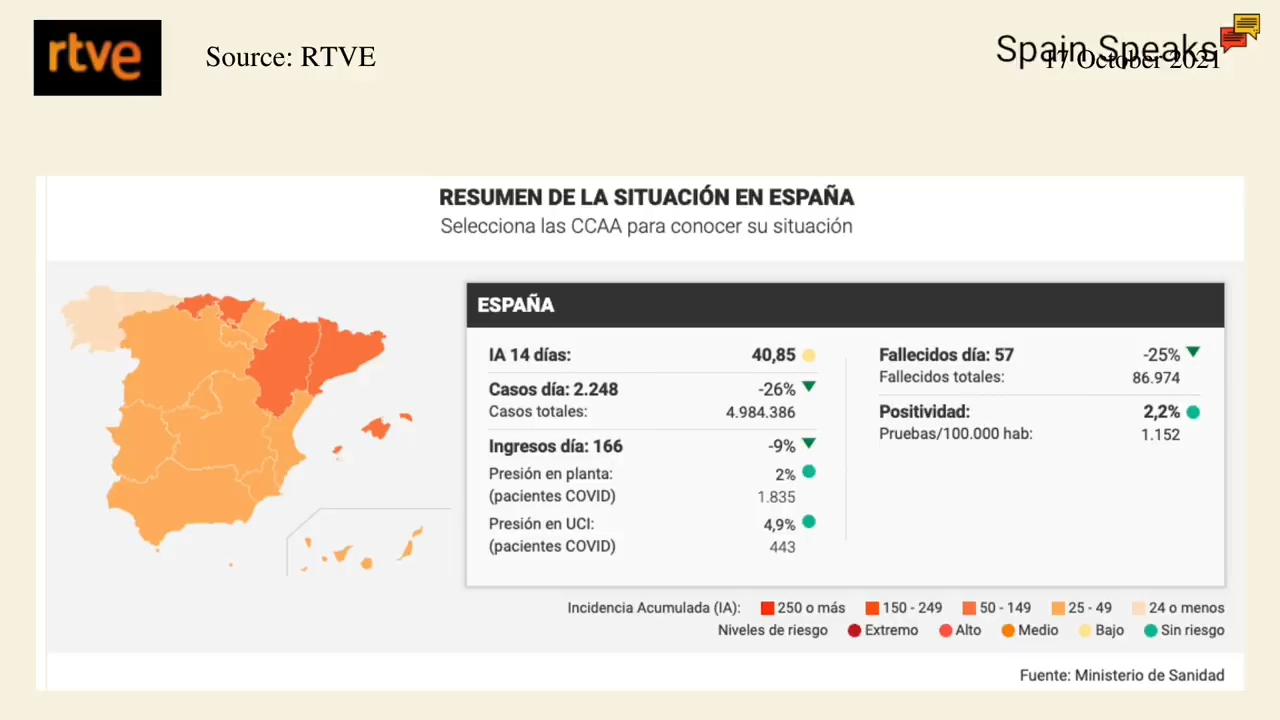 rtve
Source: RTVE
Spain Speaks
17 October 2021
RESUMEN DE LA SITUACIÓN EN ESPAÑA
Selecciona las CCAA para conocer su situación
ESPAÑA
IA 14 días: 40,85
Casos día: 2.248 -26%
Casos totales: 4.984.386
Ingresos día: 166 -9%
Presión en planta: 2%
(pacientes COVID) 1.835
Presión en UCI: 4,9%
(pacientes COVID) 443
Fallecidos día: 57 -25%
Fallecidos totales: 86.974
Positividad: 2,2%
Pruebas/100.000 hab: 1.152
Incidencia Acumulada (IA): 250 o más 150 - 249 50 - 149 25 - 49 24 o menos
Niveles de riesgo Extremo Alto Medio Bajo Sin riesgo
Fuente: Ministerio de Sanidad